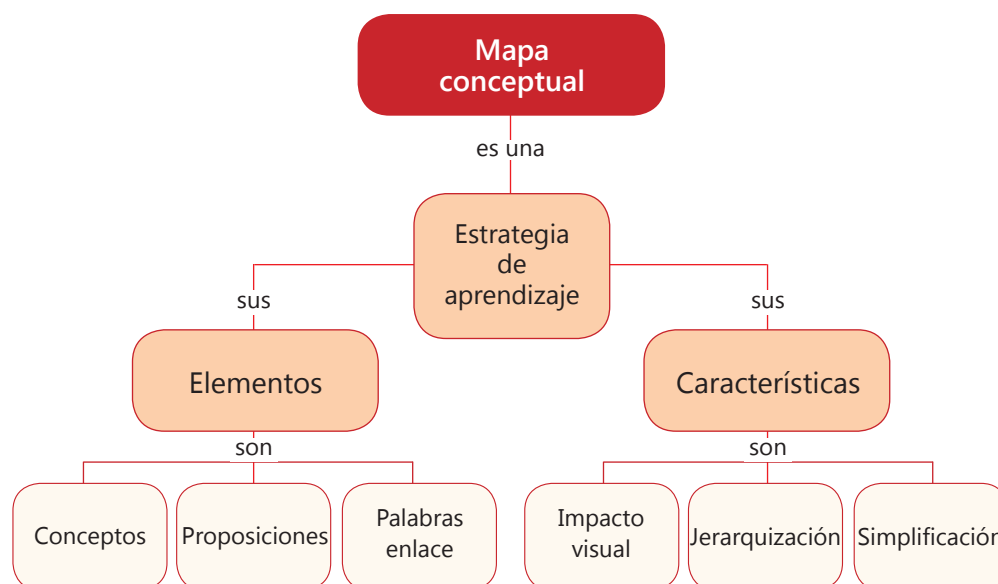 Mapa
conceptual
es una
Estrategia
de
aprendizaje
sus
sus
Elementos
Características
son
son
Conceptos
Proposiciones
Palabras
enlace
Impacto
visual
Jerarquización
Simplificación